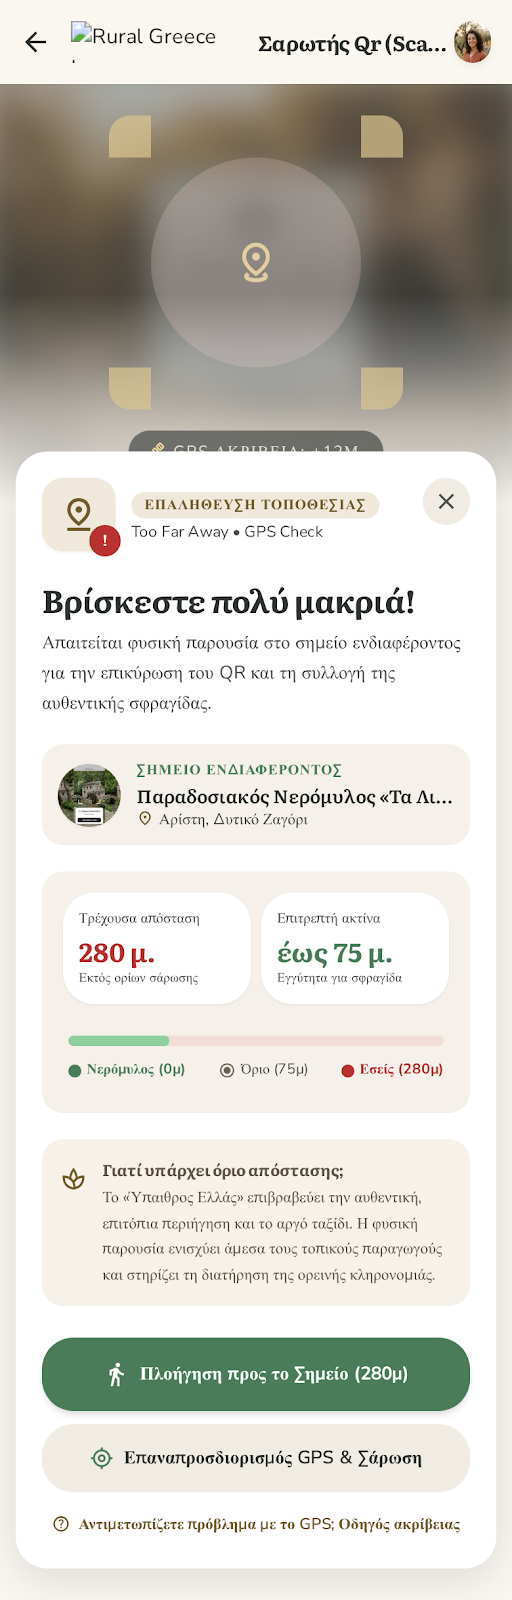 Rural Greece
Σαρωτής Qr (Sca...
GPS ΑΚΡΙΒΕΙΑ: ±12Μ
ΕΠΑΛΗΘΕΥΣΗ ΤΟΠΟΘΕΣΙΑΣ
Too Far Away • GPS Check
Βρίσκεστε πολύ μακριά!
Απαιτείται φυσική παρουσία στο σημείο ενδιαφέροντος
για την επικύρωση του QR και τη συλλογή της
αυθεντικής σφραγίδας.
ΣΗΜΕΙΟ ΕΝΔΙΑΦΕΡΟΝΤΟΣ
Παραδοσιακός Νερόμυλος «Τα Λι...
Αρίστη, Δυτικό Ζαγόρι
Τρέχουσα απόσταση
280 μ.
Εκτός ορίων σάρωσης
Επιτρεπτή ακτίνα
έως 75 μ.
Εγγύτητα για σφραγίδα
Νερόμυλος (0μ)
Όριο (75μ)
Εσείς (280μ)
Γιατί υπάρχει όριο απόστασης;
Το «Ύπαιθρος Ελλάς» επιβραβεύει την αυθεντική,
επιτόπια περιήγηση και το αργό ταξίδι. Η φυσική
παρουσία ενισχύει άμεσα τους τοπικούς παραγωγούς
και στηρίζει τη διατήρηση της ορεινής κληρονομιάς.
Πλοήγηση προς το Σημείο (280μ)
Επαναπροσδιορισμός GPS & Σάρωση
Αντιμετωπίζετε πρόβλημα με το GPS; Οδηγός ακρίβειας